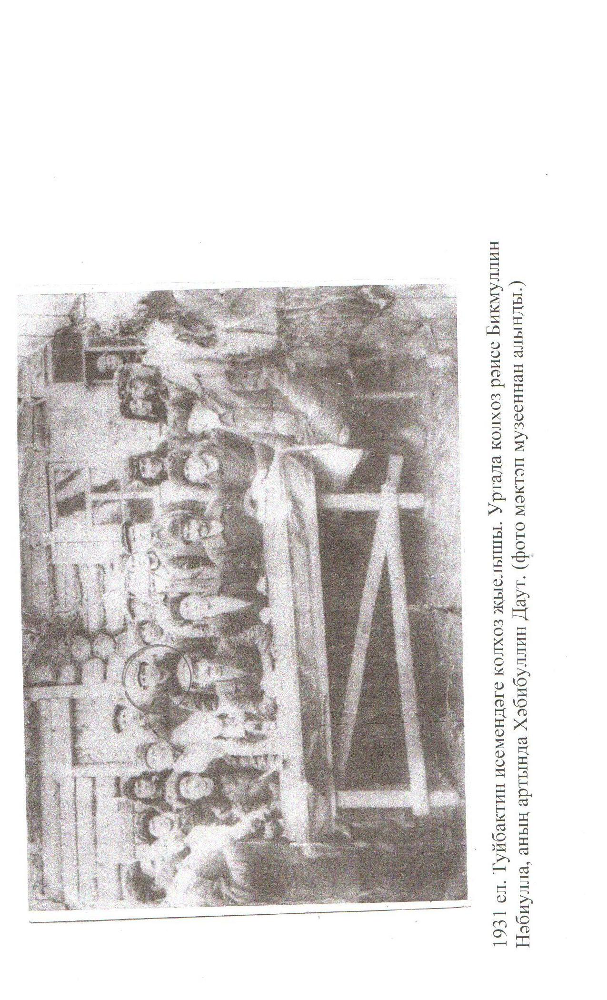 1931 ел. Туйбактин исемендәге колхоз җыелышы. Уртада колхоз рәисе Бикмуллин
Нәбиулла, аның артында Хәбибуллин Даут. (фото мәктәп музееннан алынды.)